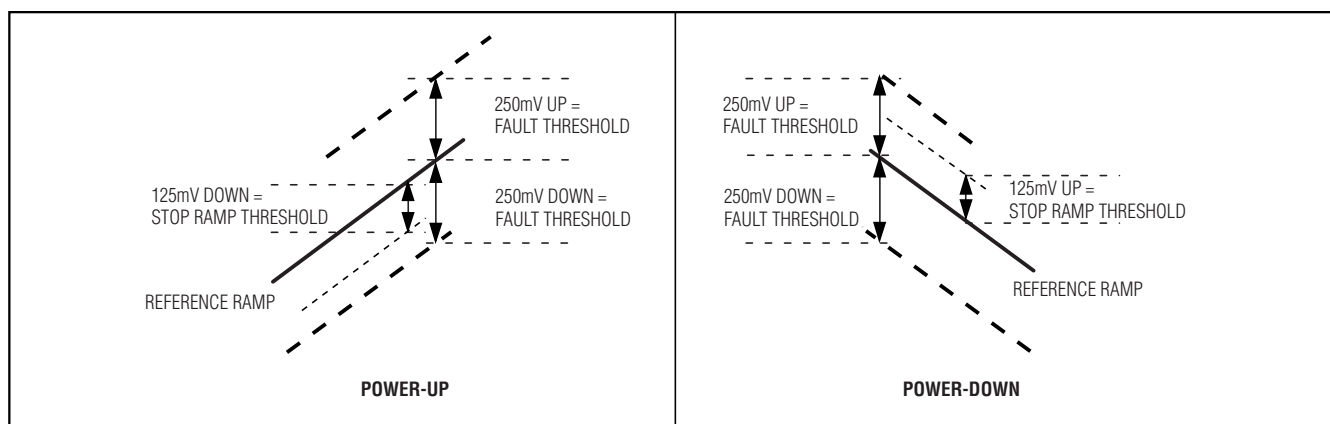 250mV UP =
FAULT THRESHOLD
125mV DOWN =
STOP RAMP THRESHOLD
250mV DOWN =
FAULT THRESHOLD
REFERENCE RAMP
POWER-UP
250mV UP =
FAULT THRESHOLD
250mV DOWN =
FAULT THRESHOLD
125mV UP =
STOP RAMP THRESHOLD
REFERENCE RAMP
POWER-DOWN